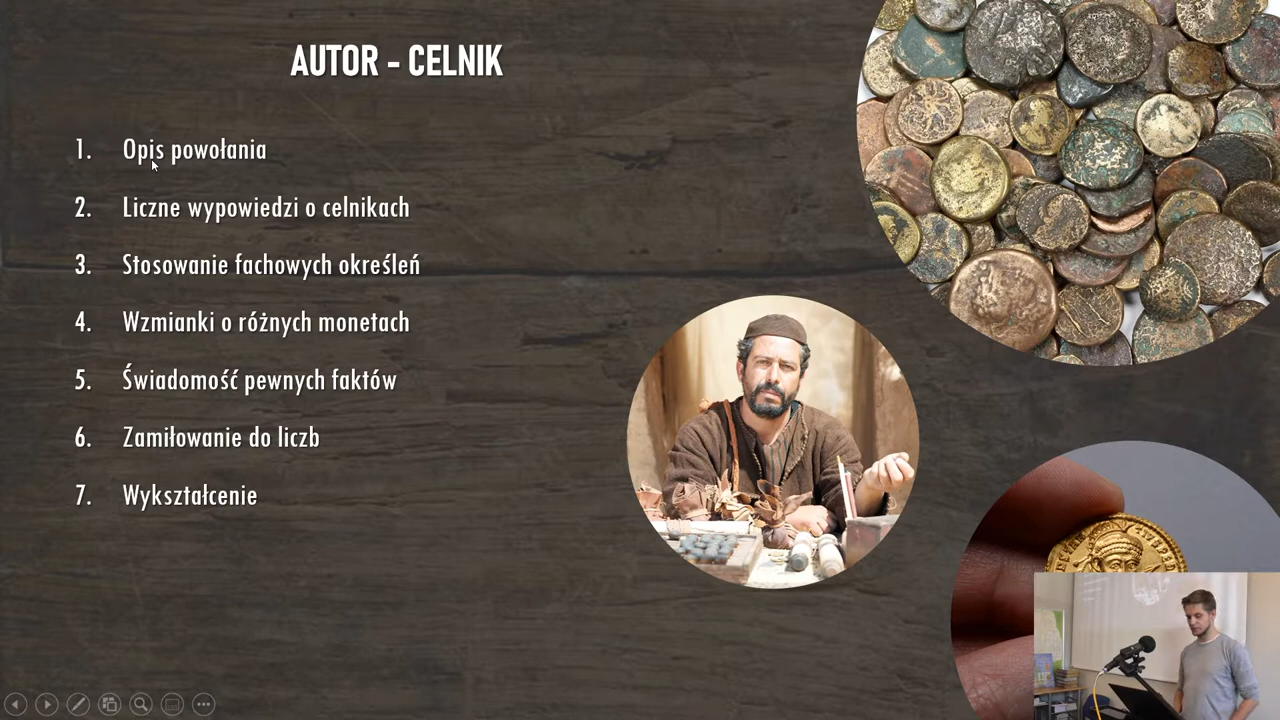 AUTOR - CELNIK
1. Opis powołania
2. Liczne wypowiedzi o celnikach
3. Stosowanie fachowych określeń
4. Wzmianki o różnych monetach
5. Świadomość pewnych faktów
6. Zamiłowanie do liczb
7. Wykształcenie